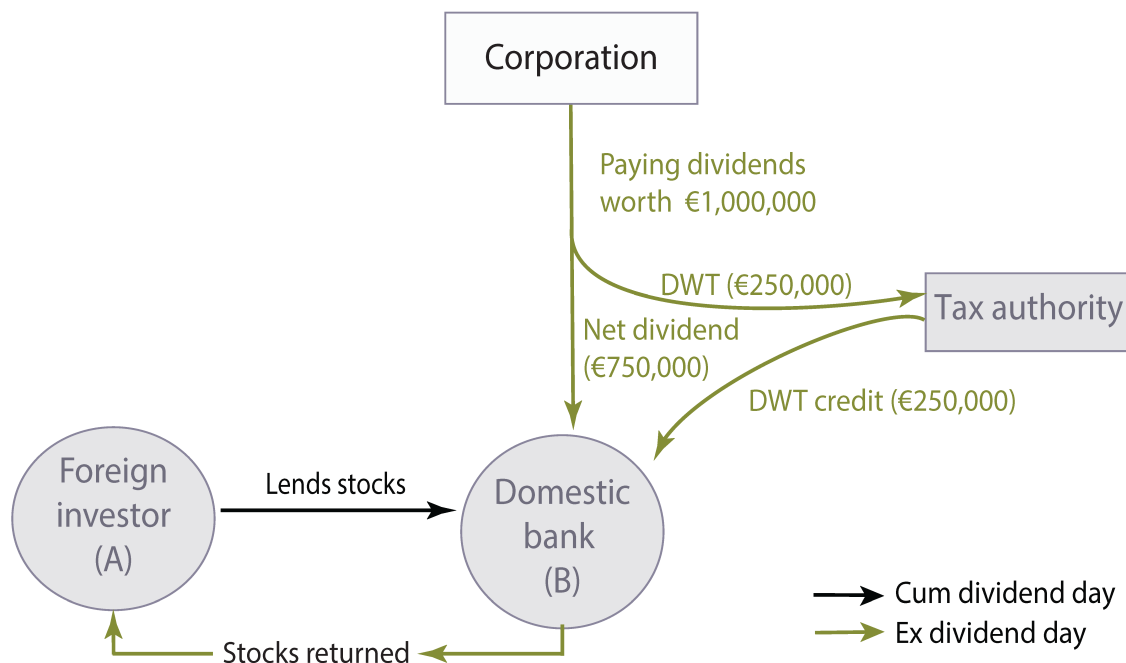 Corporation
Paying dividends
worth €1,000,000
DWT (€250,000)
Tax authority
Net dividend
(€750,000)
DWT credit (€250,000)
Foreign
investor
(A)
Lends stocks
Domestic
bank
(B)
Cum dividend day
Ex dividend day
Stocks returned